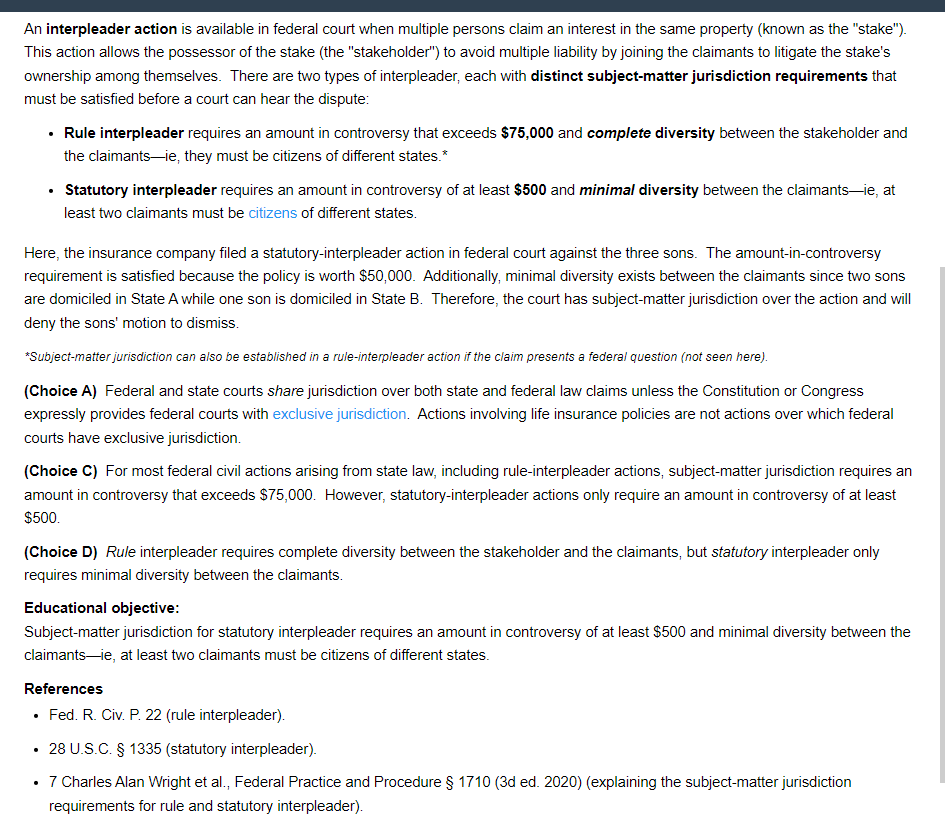 An interpleader action is available in federal court when multiple persons claim an interest in the same property (known as the "stake").
This action allows the possessor of the stake (the "stakeholder") to avoid multiple liability by joining the claimants to litigate the stake's
ownership among themselves.  There are two types of interpleader, each with distinct subject-matter jurisdiction requirements that
must be satisfied before a court can hear the dispute:
• Rule interpleader requires an amount in controversy that exceeds $75,000 and complete diversity between the stakeholder and
the claimants—ie, they must be citizens of different states.*
• Statutory interpleader requires an amount in controversy of at least $500 and minimal diversity between the claimants—ie, at
least two claimants must be citizens of different states.
Here, the insurance company filed a statutory-interpleader action in federal court against the three sons.  The amount-in-controversy
requirement is satisfied because the policy is worth $50,000.  Additionally, minimal diversity exists between the claimants since two sons
are domiciled in State A while one son is domiciled in State B.  Therefore, the court has subject-matter jurisdiction over the action and will
deny the sons' motion to dismiss.
*Subject-matter jurisdiction can also be established in a rule-interpleader action if the claim presents a federal question (not seen here).
(Choice A)  Federal and state courts share jurisdiction over both state and federal law claims unless the Constitution or Congress
expressly provides federal courts with exclusive jurisdiction.  Actions involving life insurance policies are not actions over which federal
courts have exclusive jurisdiction.
(Choice C)  For most federal civil actions arising from state law, including rule-interpleader actions, subject-matter jurisdiction requires an
amount in controversy that exceeds $75,000.  However, statutory-interpleader actions only require an amount in controversy of at least
$500.
(Choice D)  Rule interpleader requires complete diversity between the stakeholder and the claimants, but statutory interpleader only
requires minimal diversity between the claimants.
Educational objective:
Subject-matter jurisdiction for statutory interpleader requires an amount in controversy of at least $500 and minimal diversity between the
claimants—ie, at least two claimants must be citizens of different states.
References
• Fed. R. Civ. P. 22 (rule interpleader).
• 28 U.S.C. § 1335 (statutory interpleader).
• 7 Charles Alan Wright et al., Federal Practice and Procedure § 1710 (3d ed. 2020) (explaining the subject-matter jurisdiction
requirements for rule and statutory interpleader).